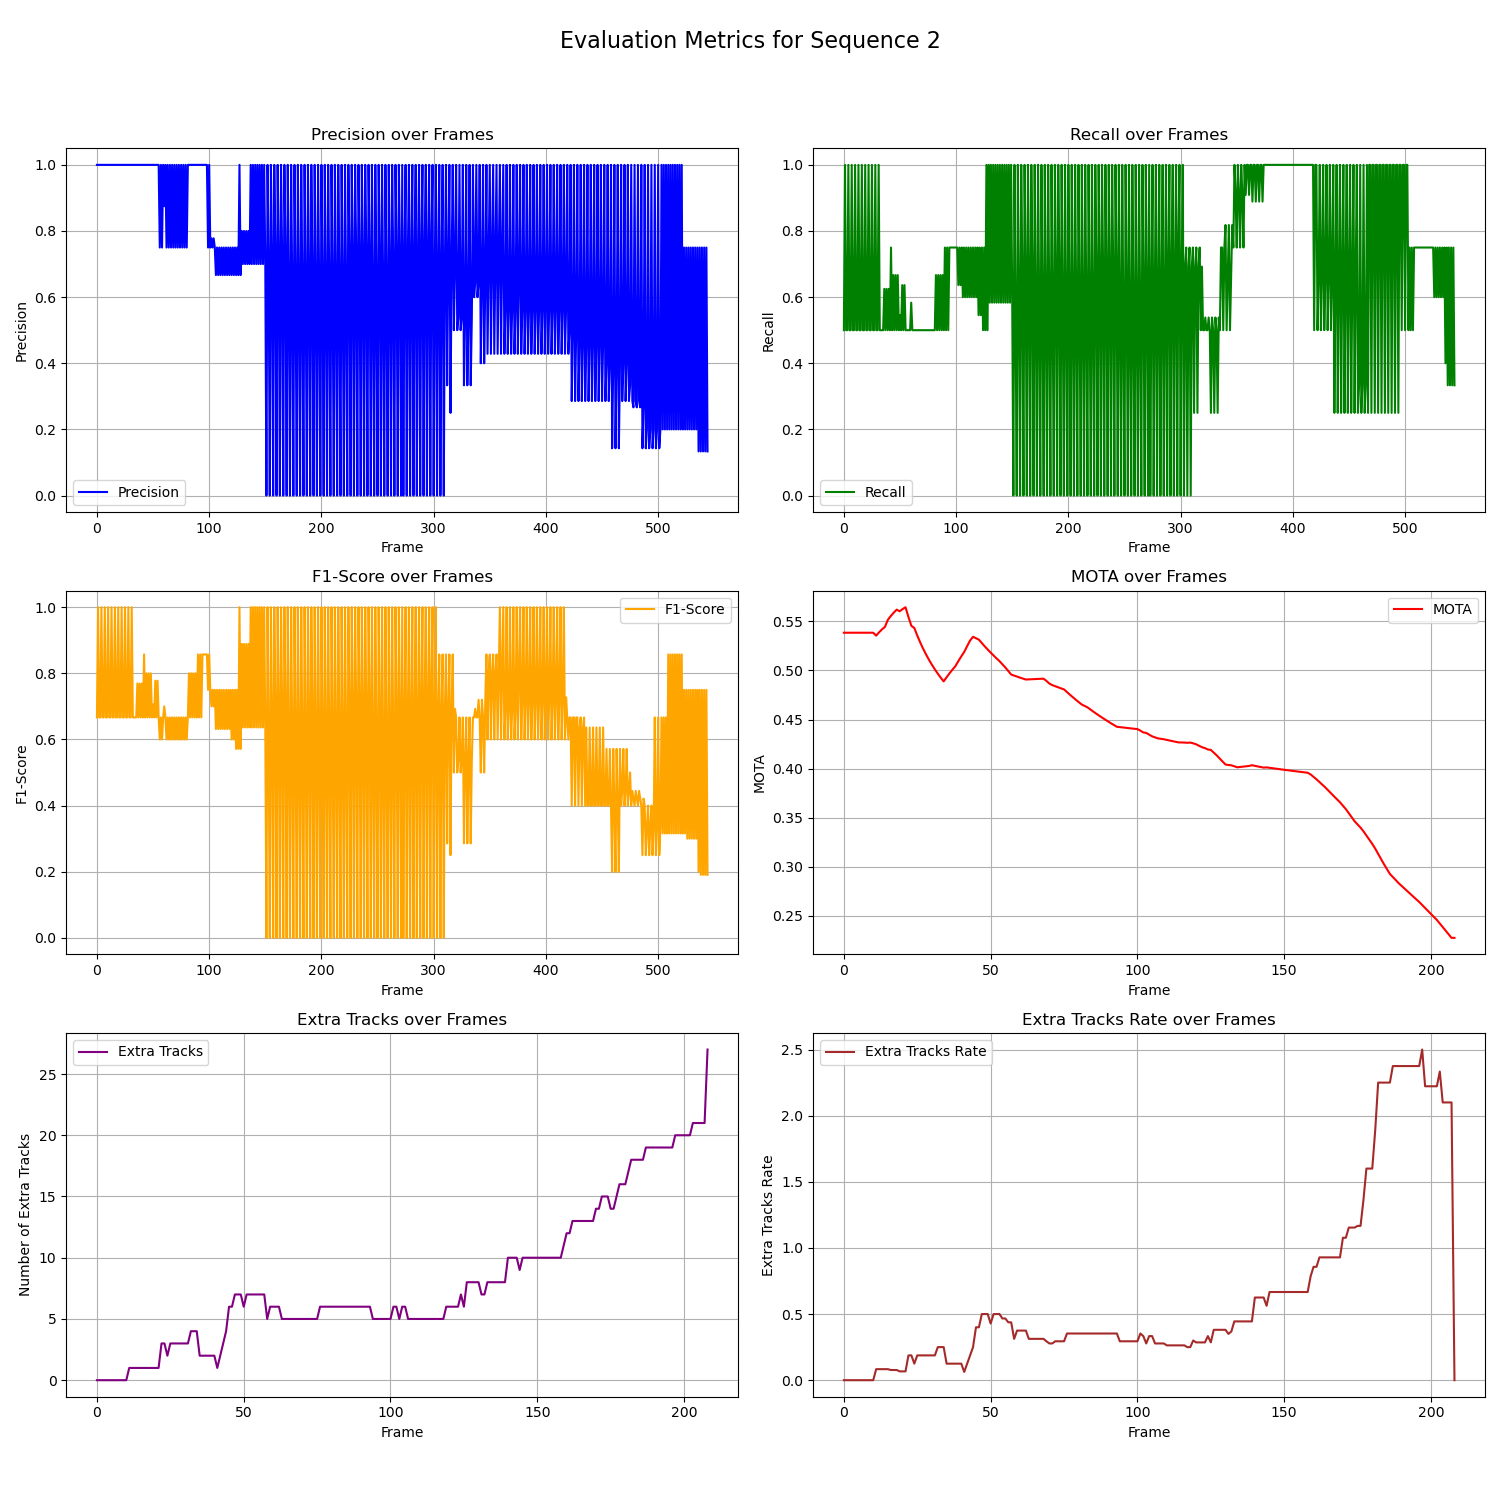 Evaluation Metrics for Sequence 2
Precision over Frames
Precision
1.0
0.8
0.6
0.4
0.2
0.0
Precision
0 100 200 300 400 500
Frame
Recall over Frames
Recall
1.0
0.8
0.6
0.4
0.2
0.0
Recall
0 100 200 300 400 500
Frame
F1-Score over Frames
F1-Score
1.0
0.8
0.6
0.4
0.2
0.0
F1-Score
0 100 200 300 400 500
Frame
MOTA over Frames
MOTA
0.55
0.50
0.45
0.40
0.35
0.30
0.25
MOTA
0 50 100 150 200
Frame
Extra Tracks over Frames
Number of Extra Tracks
25
20
15
10
5
0
Extra Tracks
0 50 100 150 200
Frame
Extra Tracks Rate over Frames
Extra Tracks Rate
2.5
2.0
1.5
1.0
0.5
0.0
Extra Tracks Rate
0 50 100 150 200
Frame